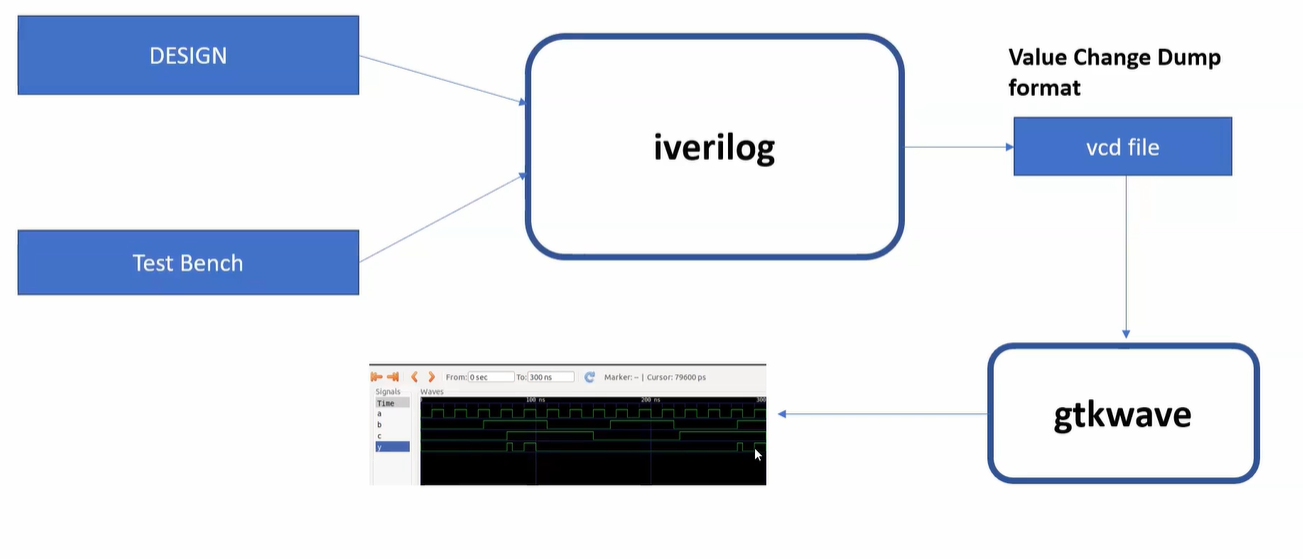 DESIGN
Test Bench
iverilog
Value Change Dump
format
vcd file
gtkwave
From: 0 sec To: 300 ns Marker: -- | Cursor: 79600 ps
Signals Waves
Time
a
b
c
y
100 ns 200 ns 300